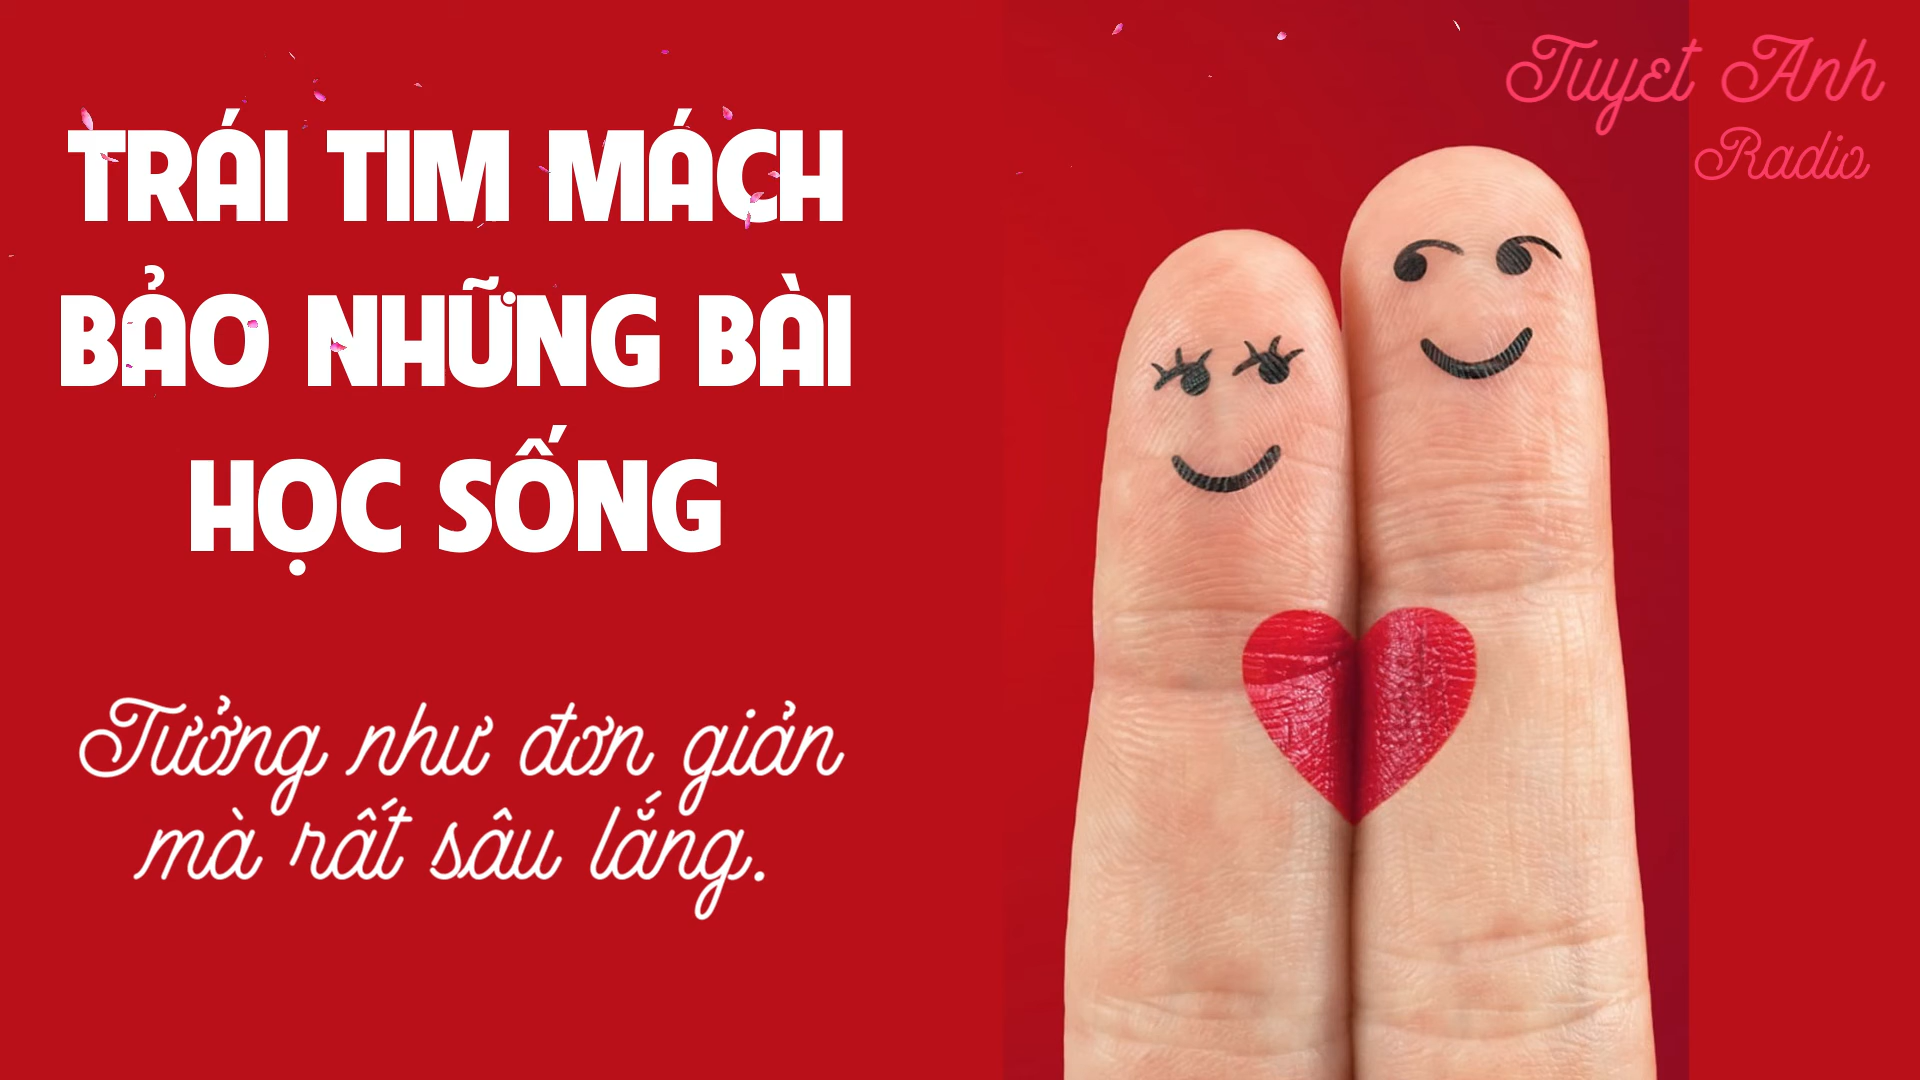 TRÁI TIM MÁCH
BẢO NHỮNG BÀI
HỌC SỐNG
Tưởng như đơn giản
mà rất sâu lắng.
Tuyet Anh
Radio